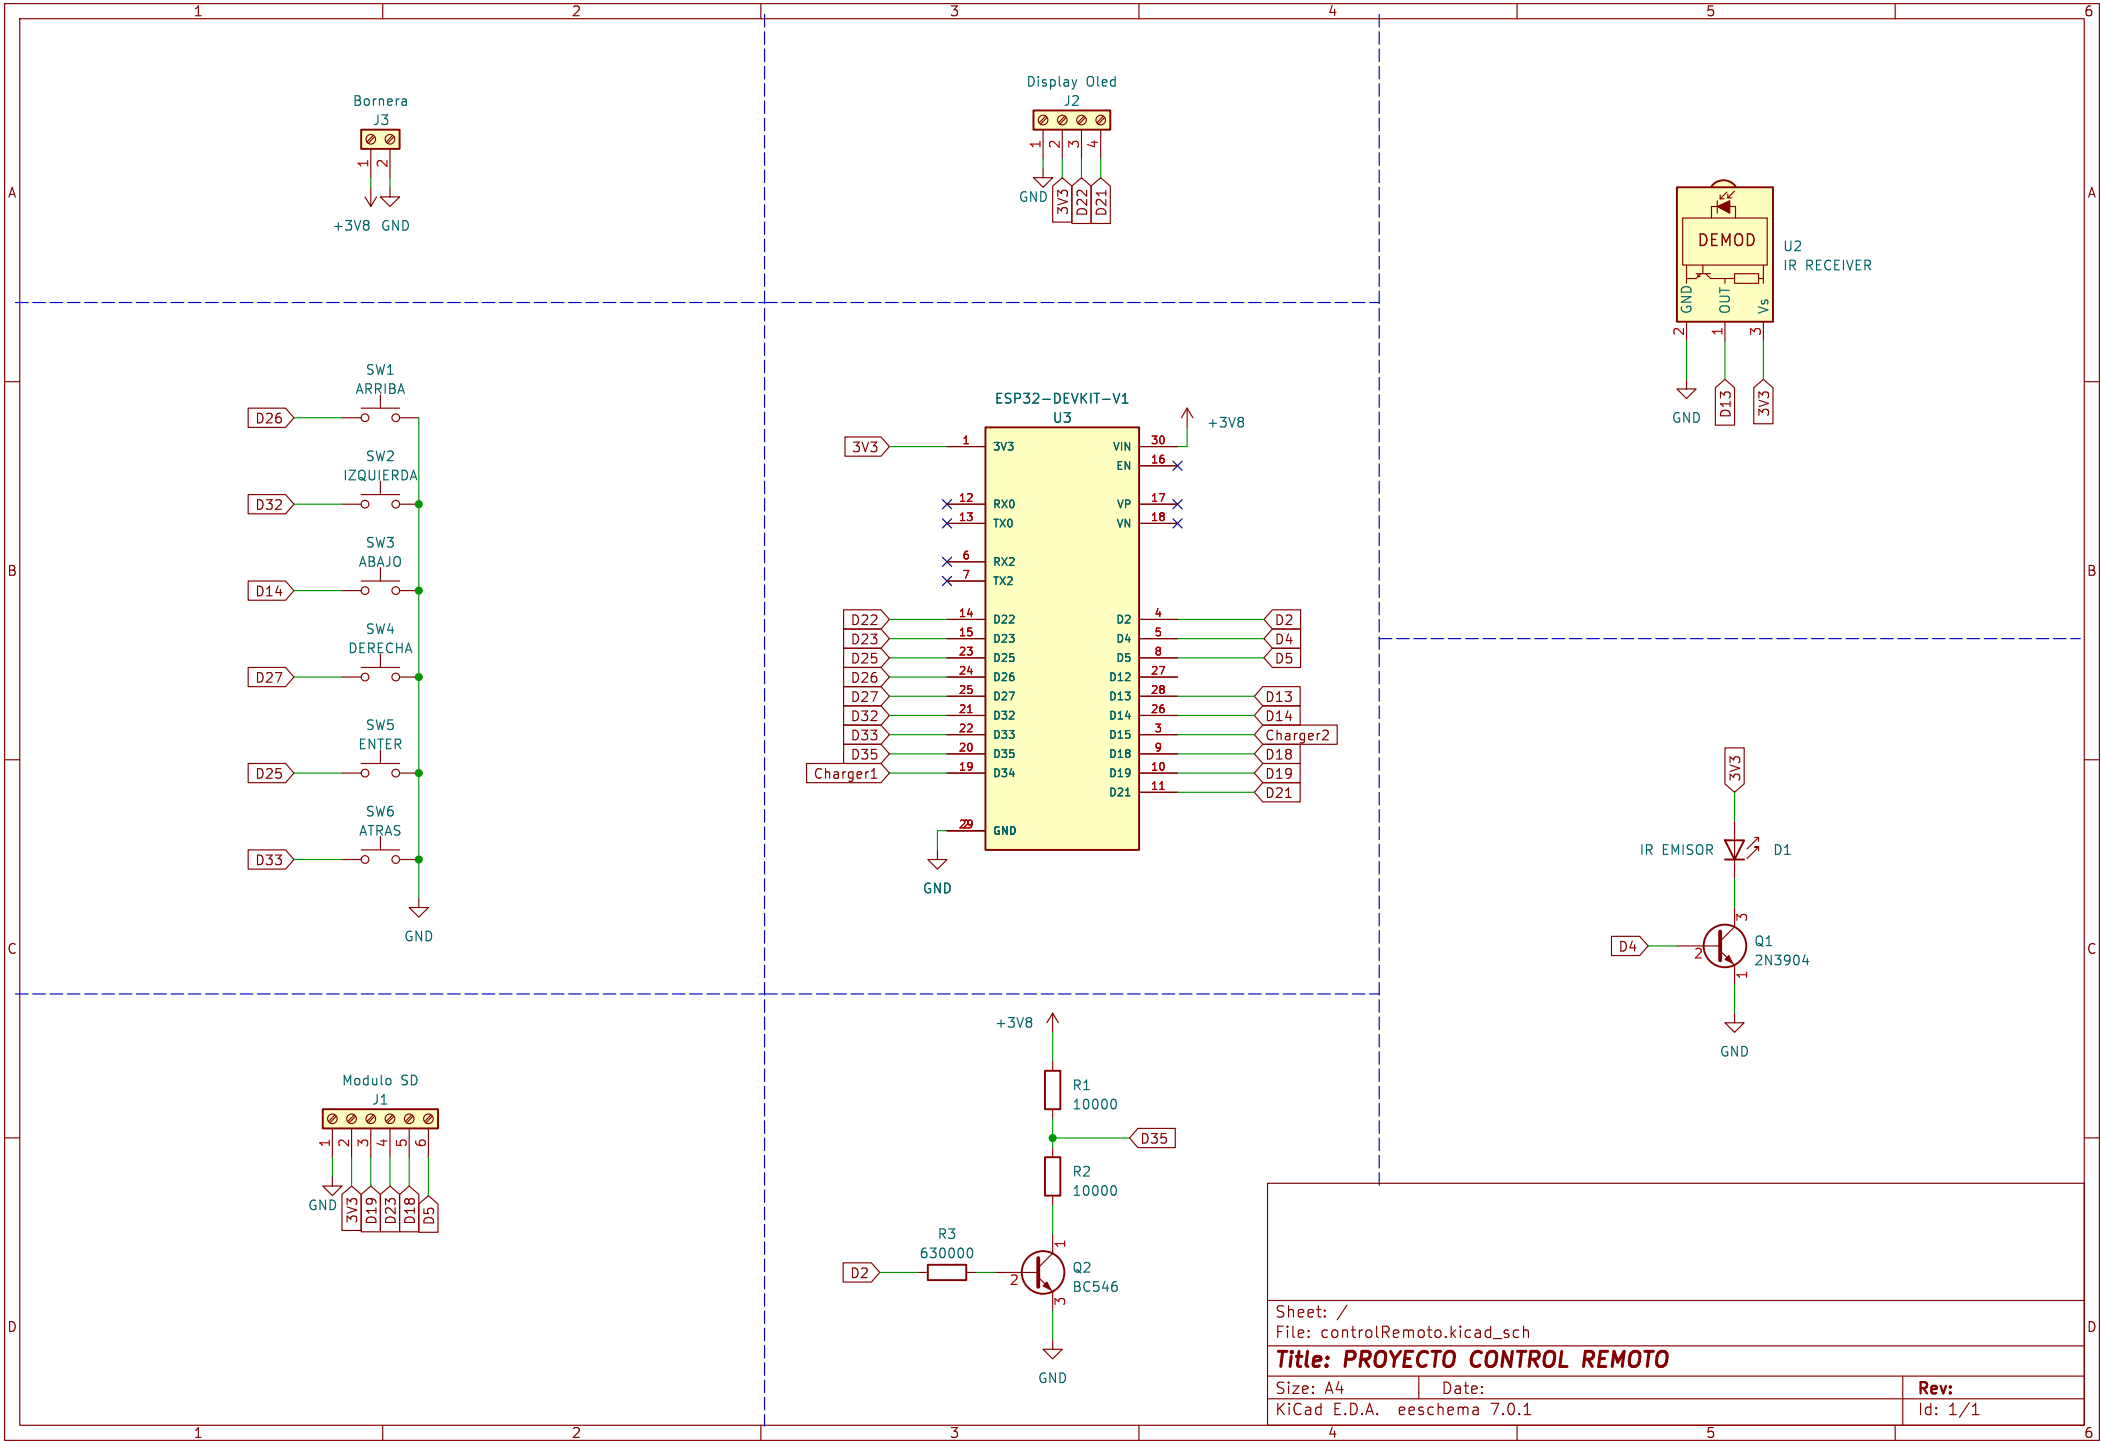 1 2 3 4 5 6
A
B
C
D
A
B
C
D
1 2 3 4 5 6
Bornera
J3
1 2
+3V8 GND
Display Oled
J2
1 2 3 4
GND 3V3 D22 D21
DEMOD
GND OUT Vs
2 1 3
U2
IR RECEIVER
GND D13 3V3
SW1
ARRIBA
D26
SW2
IZQUIERDA
D32
SW3
ABAJO
D14
SW4
DERECHA
D27
SW5
ENTER
D25
SW6
ATRAS
D33
GND
ESP32-DEVKIT-V1
U3
+3V8
3V3 1 3V3 VIN 30
EN 16
12 RX0 VP 17
13 TX0 VN 18
6 RX2
7 TX2
D22 14 D22 D2 4 D2
D23 15 D23 D4 5 D4
D25 23 D25 D5 8 D5
D26 24 D26 D12 27
D27 25 D27 D13 28 D13
D32 21 D32 D14 26 D14
D33 22 D33 D15 3 Charger2
D35 20 D35 D18 9 D18
Charger1 19 D34 D19 10 D19
D21 11 D21
GND
GND
3V3
IR EMISOR D1
3
D4 2 Q1
2N3904
1
GND
Modulo SD
J1
1 2 3 4 5 6
GND 3V3 D19 D23 D18 D5
+3V8
R1
10000
D35
R2
10000
R3
630000
D2 2 1 Q2
BC546
3
GND
Sheet: /
File: controlRemoto.kicad_sch
Title: PROYECTO CONTROL REMOTO
Size: A4 Date: Rev:
KiCad E.D.A. eeschema 7.0.1 Id: 1/1